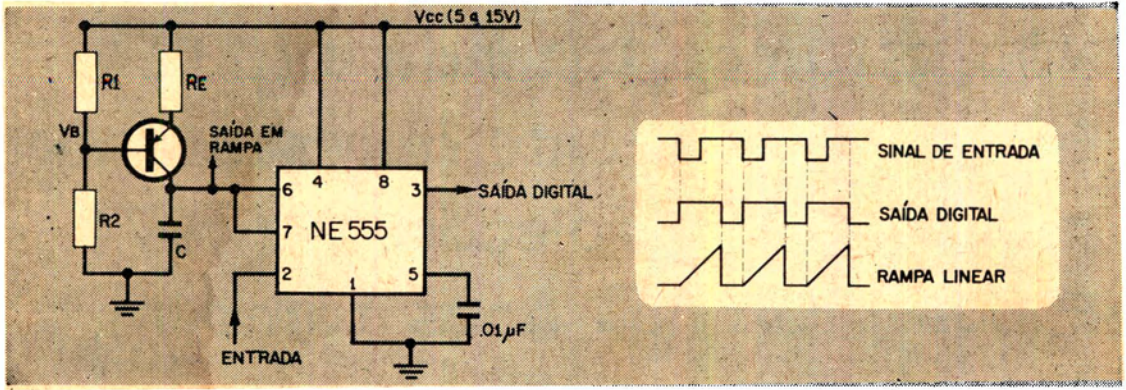 Vcc (5 a 15V)
R1
RE
VB
SAÍDA EM
RAMPA
R2
C
6
4
8
3
7
NE 555
2
1
5
SAÍDA DIGITAL
.01µF
ENTRADA
SINAL DE ENTRADA
SAÍDA DIGITAL
RAMPA LINEAR